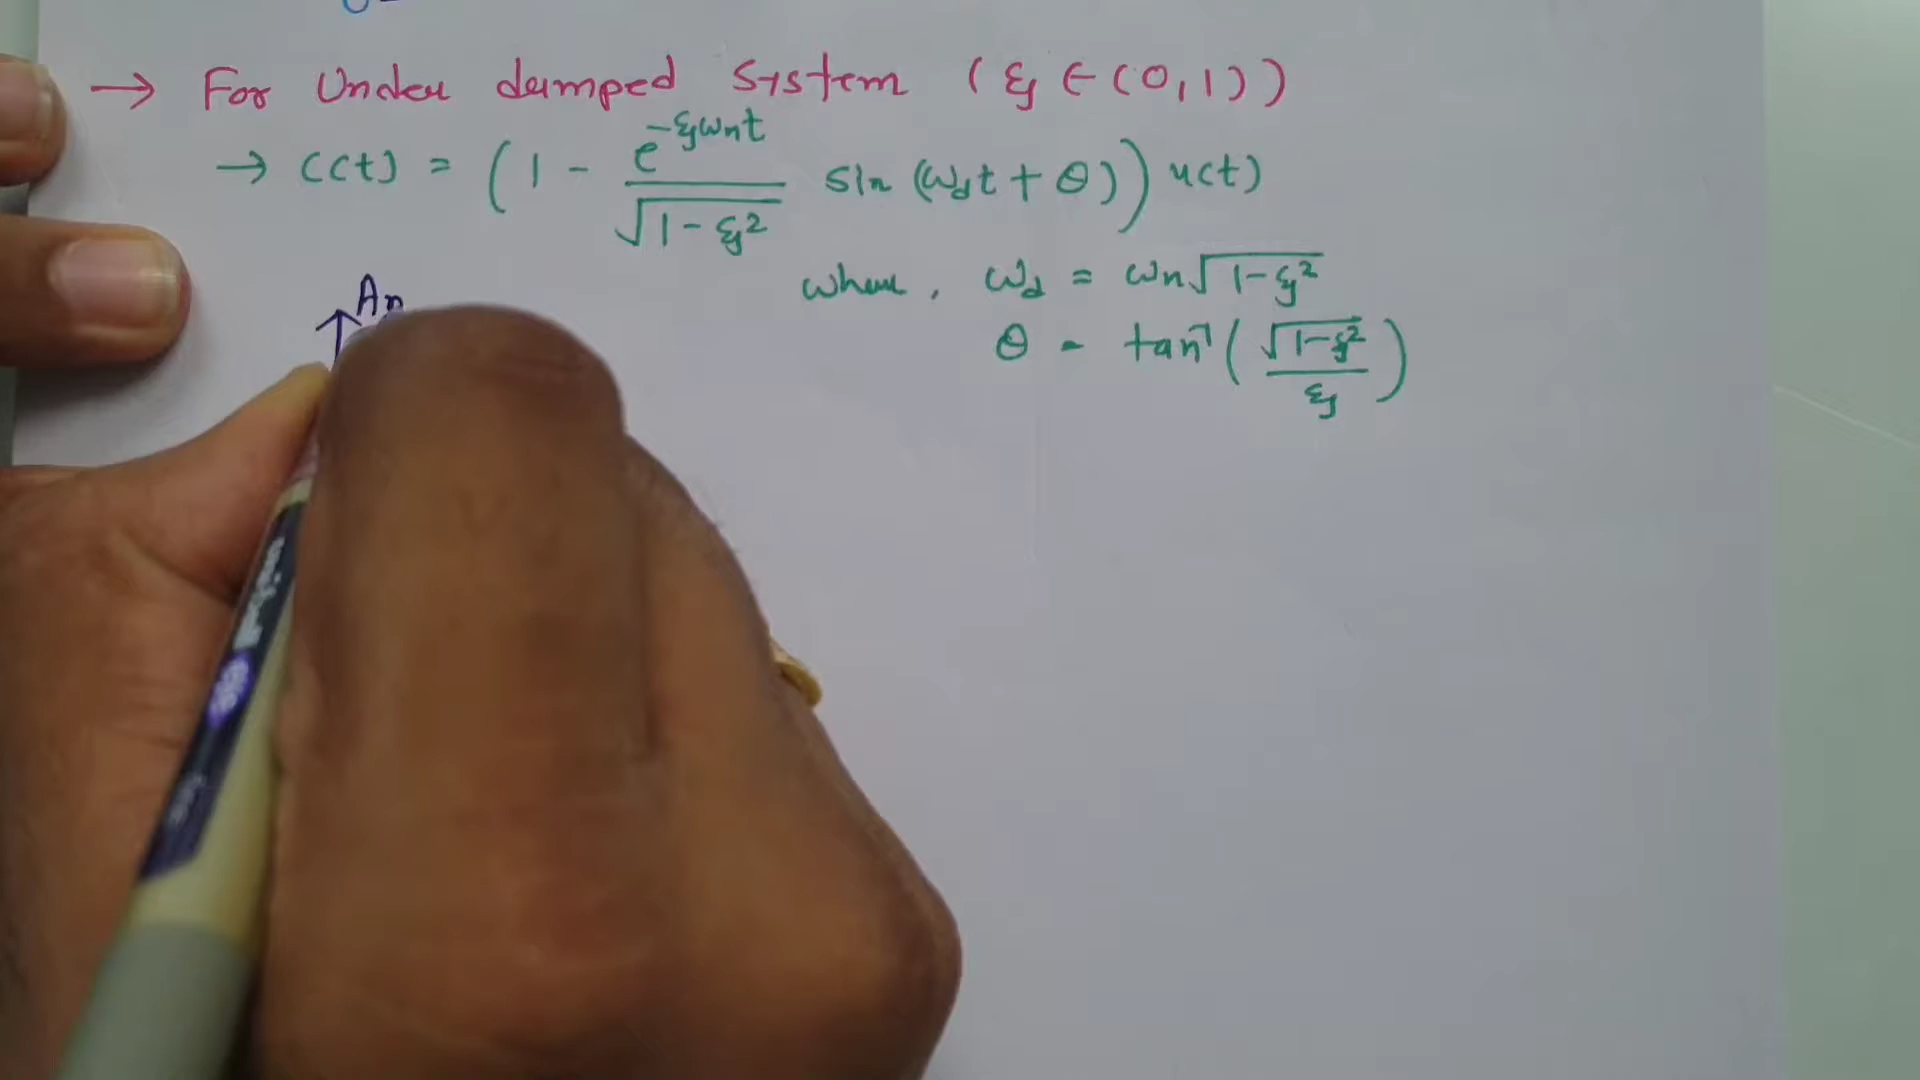 → For Under damped System (ξ ∈ (0,1))
→ C(t) = (1 - e^{-ξωnt} / √(1-ξ²) sin (ωdt + θ)) u(t)
where, ωd = ωn√(1-ξ²)
θ = tan⁻¹ (√(1-ξ²) / ξ)